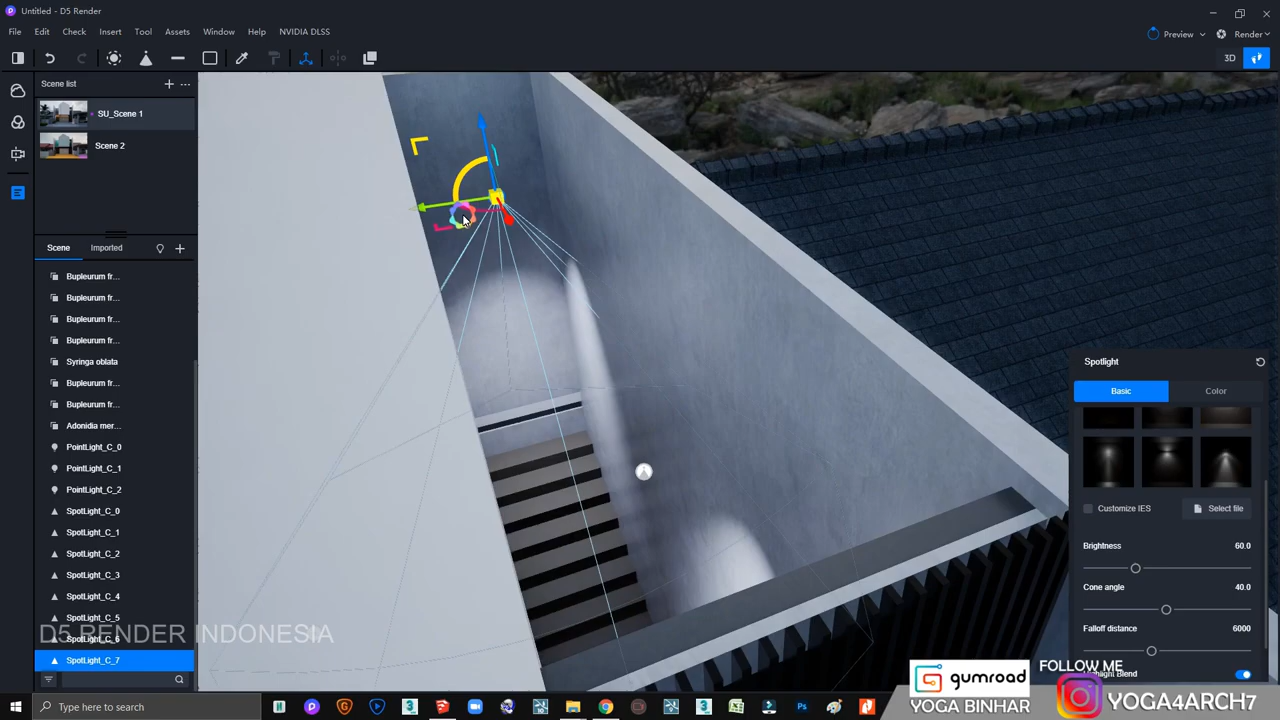 Untitled - D5 Render
File Edit Check Insert Tool Assets Window Help NVIDIA DLSS
Preview Render
3D
Scene list
SU_Scene 1
Scene 2
Scene Imported
Bupleurum fr...
Bupleurum fr...
Bupleurum fr...
Bupleurum fr...
Syringa oblata
Bupleurum fr...
Bupleurum fr...
Adonidia mer...
PointLight_C_0
PointLight_C_1
PointLight_C_2
SpotLight_C_0
SpotLight_C_1
SpotLight_C_2
SpotLight_C_3
SpotLight_C_4
SpotLight_C_5
SpotLight_C_7
D5 RENDER INDONESIA
Spotlight
Basic Color
Customize IES Select file
Brightness 60.0
Cone angle 40.0
Falloff distance 6000
Blend
gumroad
YOGA BINHAR
FOLLOW ME
YOGA4ARCH7
Type here to search